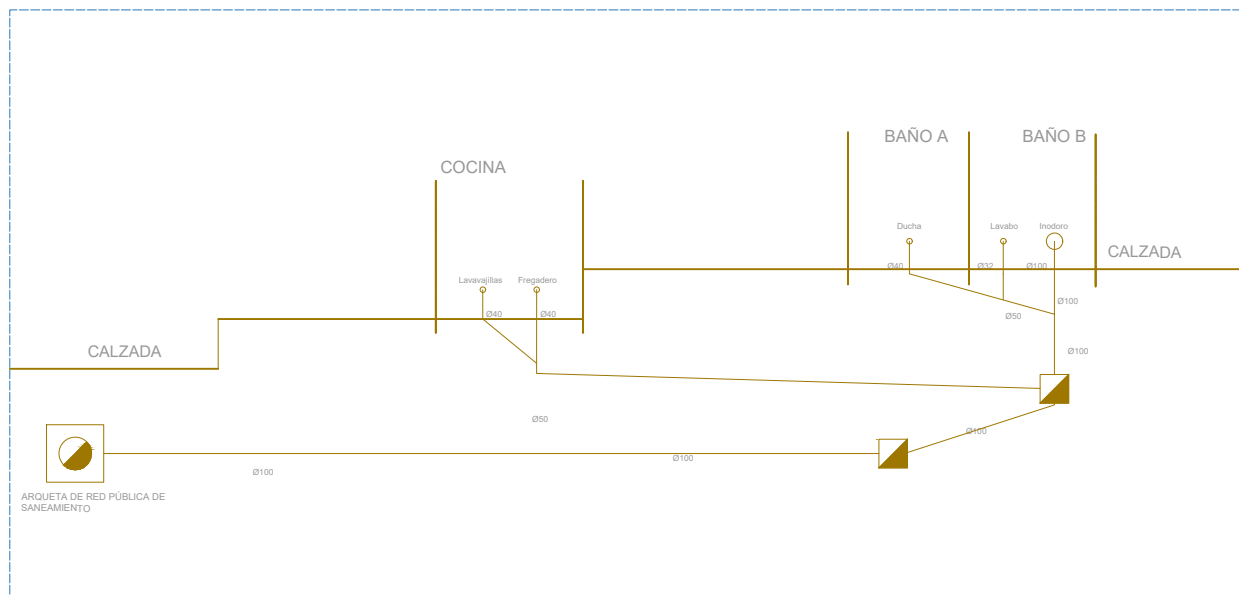 BAÑO A
BAÑO B
COCINA
Ducha
Lavabo
Inodoro
CALZADA
Ø40
Ø32
Ø100
Lavavajillas
Fregadero
Ø100
Ø40
Ø40
Ø50
CALZADA
Ø100
Ø50
Ø100
Ø100
Ø100
ARQUETA DE RED PÚBLICA DE
SANEAMIENTO